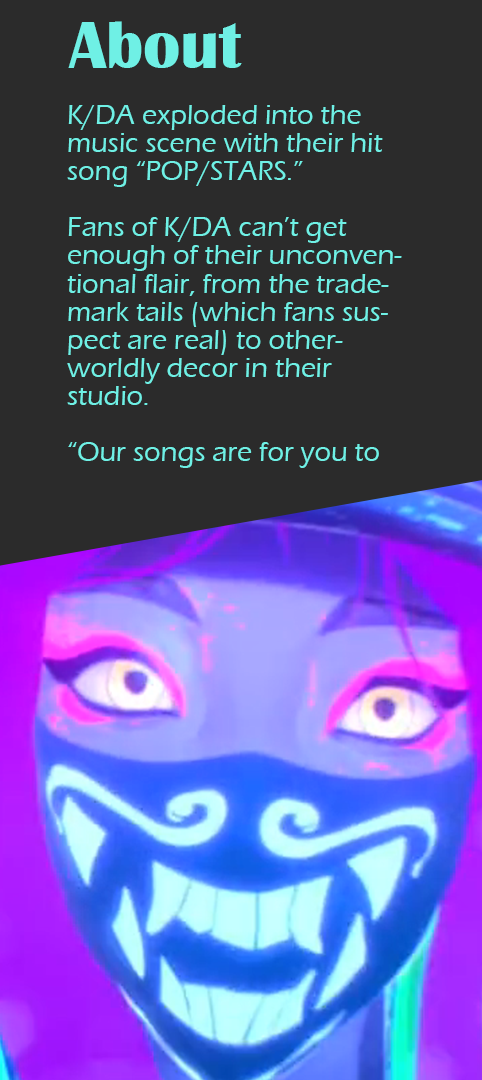 About
K/DA exploded into the
music scene with their hit
song “POP/STARS.”
Fans of K/DA can’t get
enough of their unconven-
tional flair, from the trade-
mark tails (which fans sus-
pect are real) to other-
worldly decor in their
studio.
“Our songs are for you to